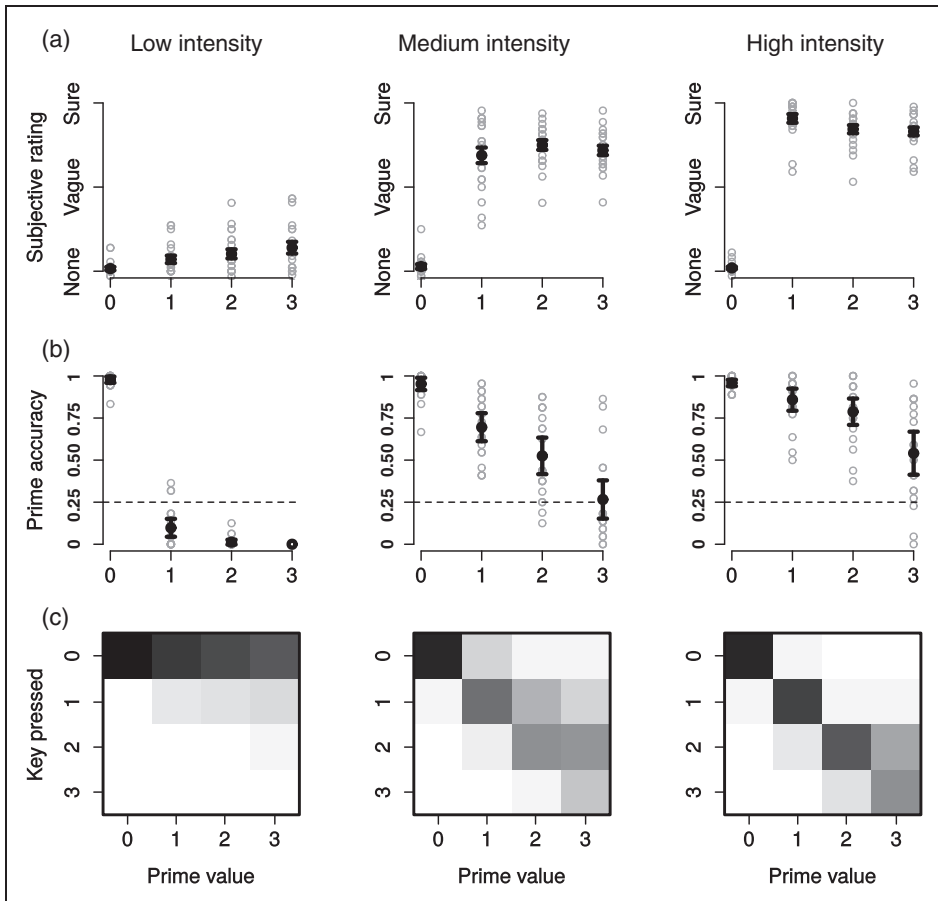 (a)
Low intensity Medium intensity High intensity
Subjective rating
Sure
Vague
None
0 1 2 3
Sure
Vague
None
0 1 2 3
Sure
Vague
None
0 1 2 3
(b)
Prime accuracy
1
0.75
0.50
0.25
0
0 1 2 3
1
0.75
0.50
0.25
0
0 1 2 3
1
0.75
0.50
0.25
0
0 1 2 3
(c)
Key pressed
0
1
2
3
0 1 2 3
Prime value
0
1
2
3
0 1 2 3
Prime value
0
1
2
3
0 1 2 3
Prime value